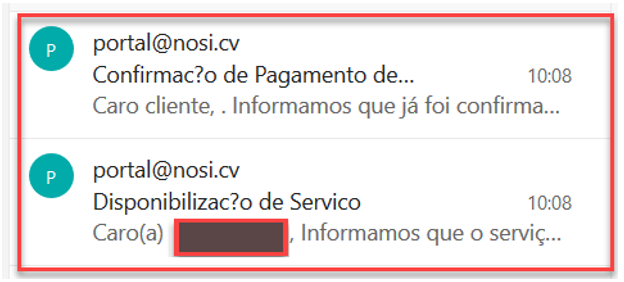 P
portal@nosi.cv
Confirmac?o de Pagamento de...
10:08
Caro cliente, . Informamos que já foi confirma...
P
portal@nosi.cv
Disponibilizac?o de Servico
10:08
Caro(a) , Informamos que o serviç...